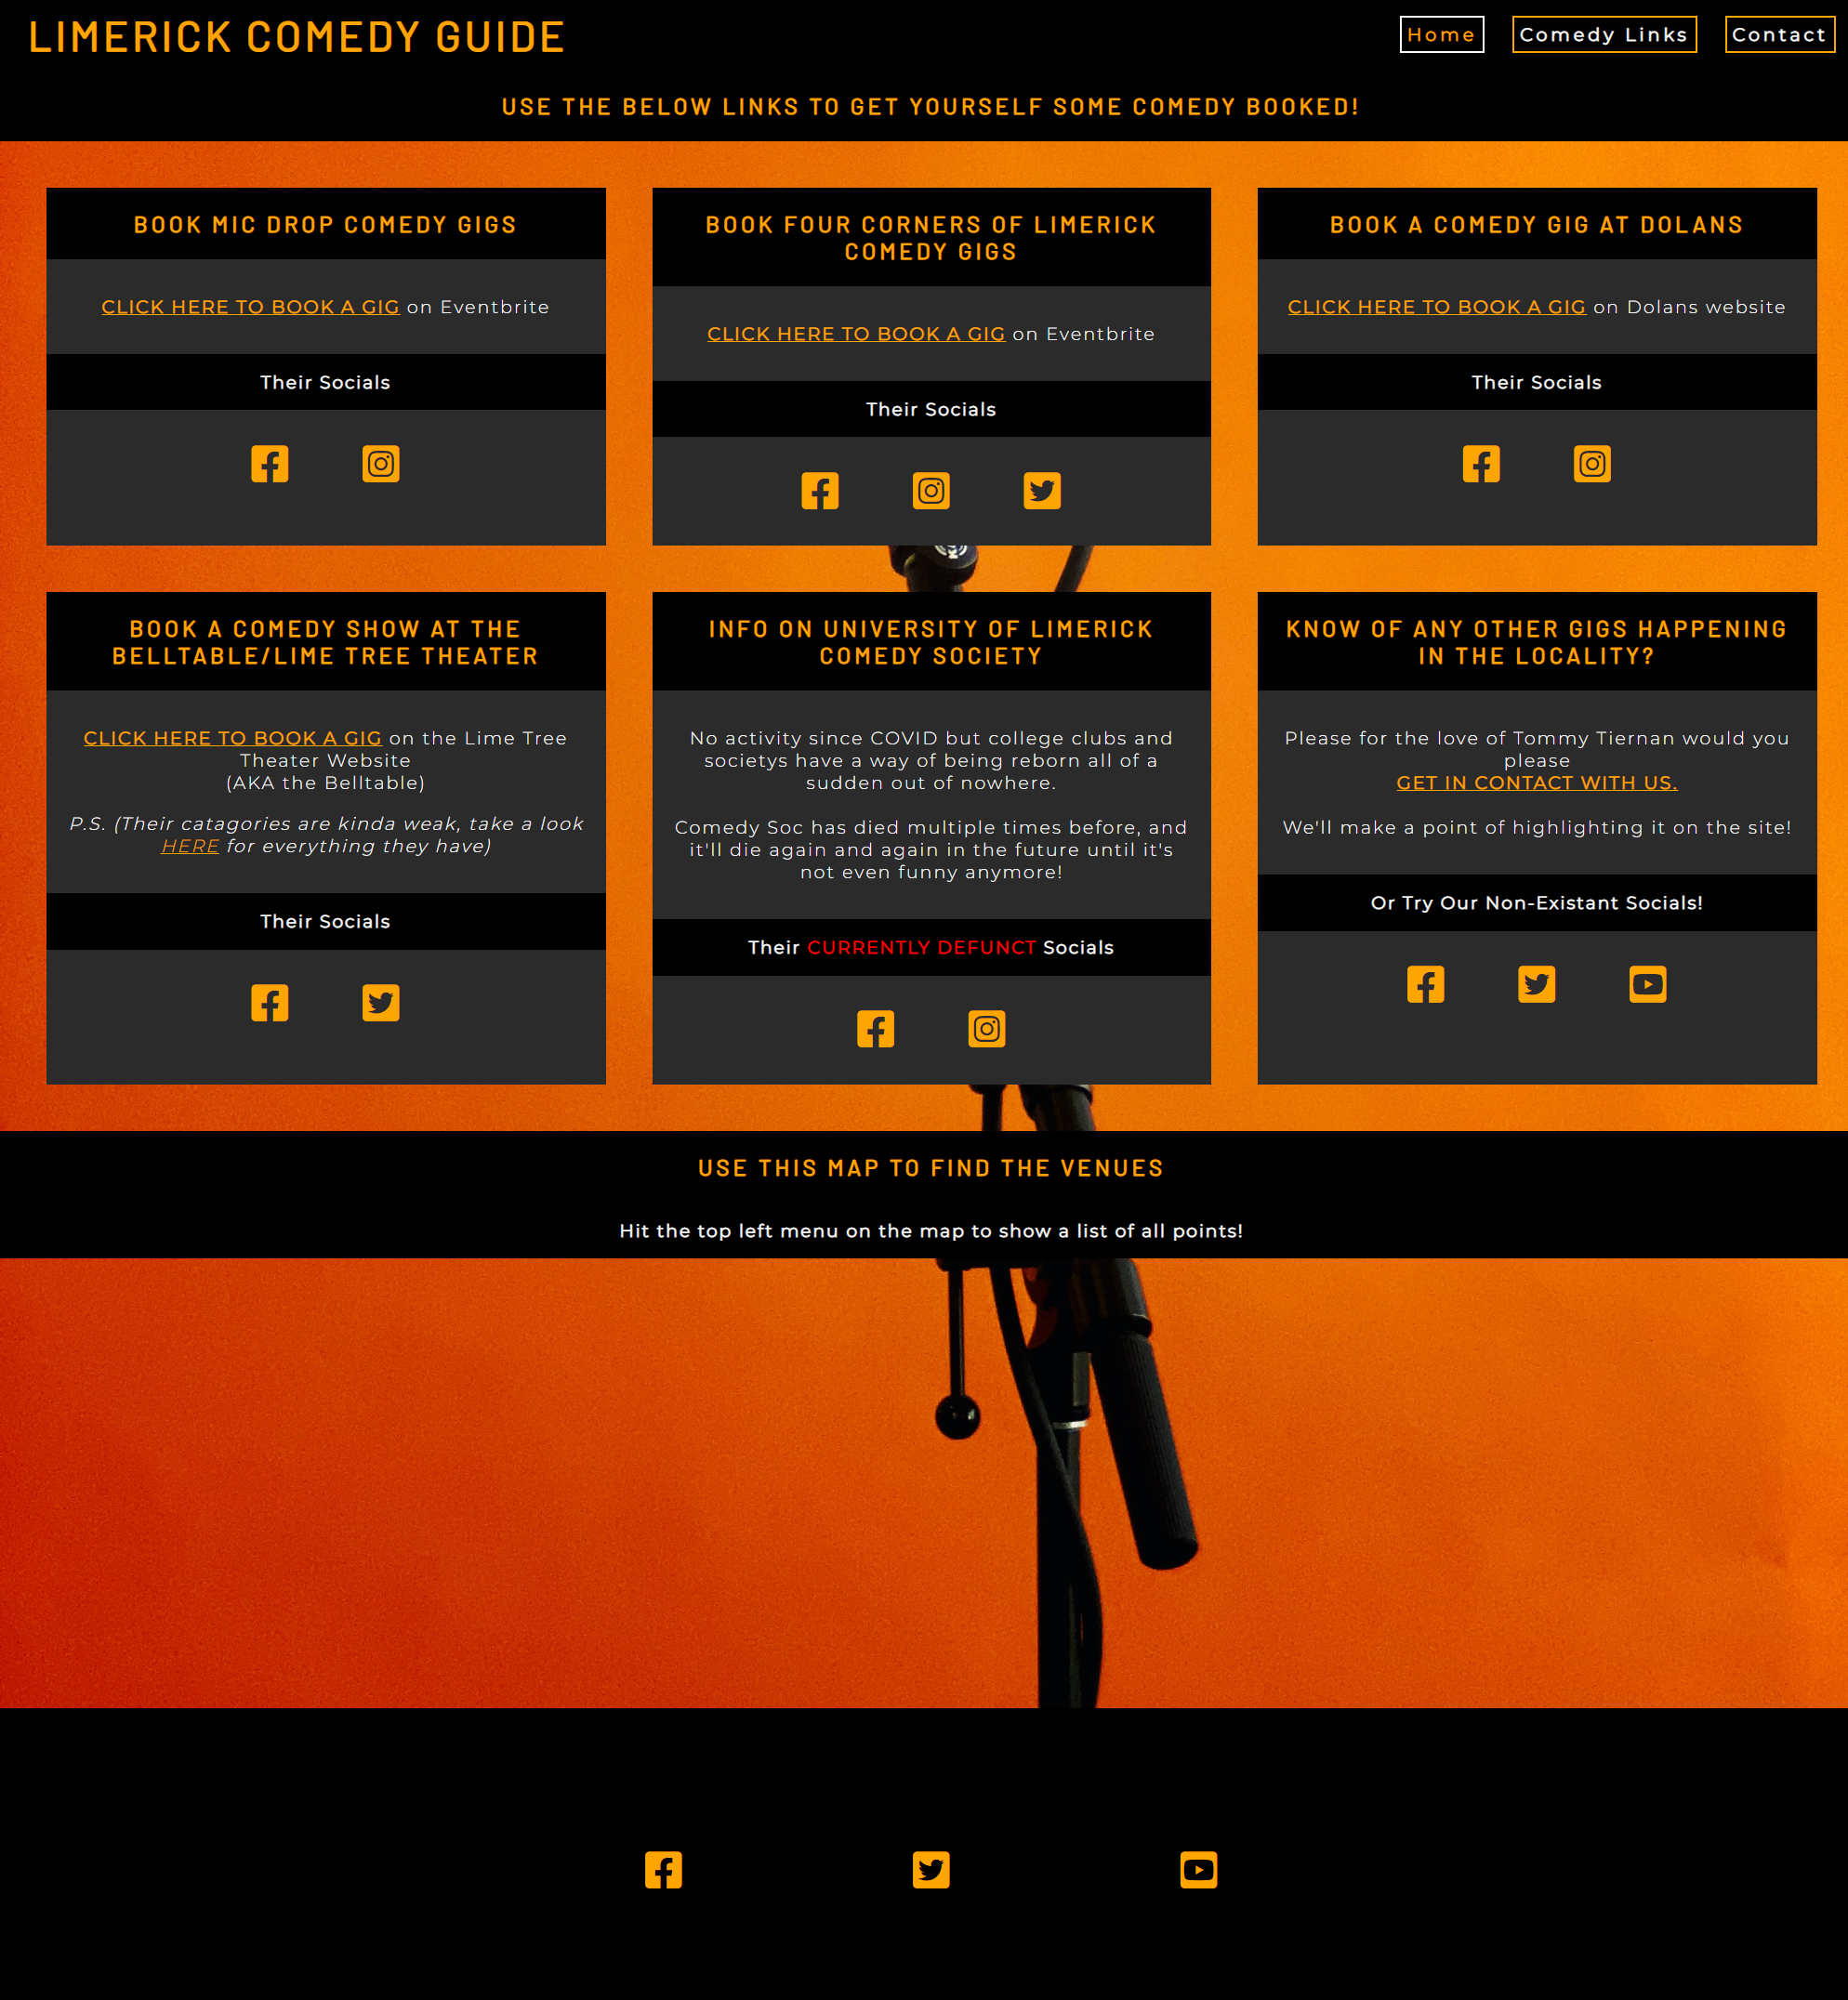 LIMERICK COMEDY GUIDE
Home
Comedy Links
Contact
USE THE BELOW LINKS TO GET YOURSELF SOME COMEDY BOOKED!
BOOK MIC DROP COMEDY GIGS
CLICK HERE TO BOOK A GIG on Eventbrite
Their Socials
BOOK FOUR CORNERS OF LIMERICK
COMEDY GIGS
CLICK HERE TO BOOK A GIG on Eventbrite
Their Socials
BOOK A COMEDY GIG AT DOLANS
CLICK HERE TO BOOK A GIG on Dolans website
Their Socials
BOOK A COMEDY SHOW AT THE
BELLTABLE/LIME TREE THEATER
CLICK HERE TO BOOK A GIG on the Lime Tree
Theater Website
(AKA the Belltable)
P.S. (Their catagories are kinda weak, take a look
HERE for everything they have)
Their Socials
INFO ON UNIVERSITY OF LIMERICK
COMEDY SOCIETY
No activity since COVID but college clubs and
societys have a way of being reborn all of a
sudden out of nowhere.
Comedy Soc has died multiple times before, and
it'll die again and again in the future until it's
not even funny anymore!
Their CURRENTLY DEFUNCT Socials
KNOW OF ANY OTHER GIGS HAPPENING
IN THE LOCALITY?
Please for the love of Tommy Tiernan would you
please
GET IN CONTACT WITH US.
We'll make a point of highlighting it on the site!
Or Try Our Non-Existant Socials!
USE THIS MAP TO FIND THE VENUES
Hit the top left menu on the map to show a list of all points!